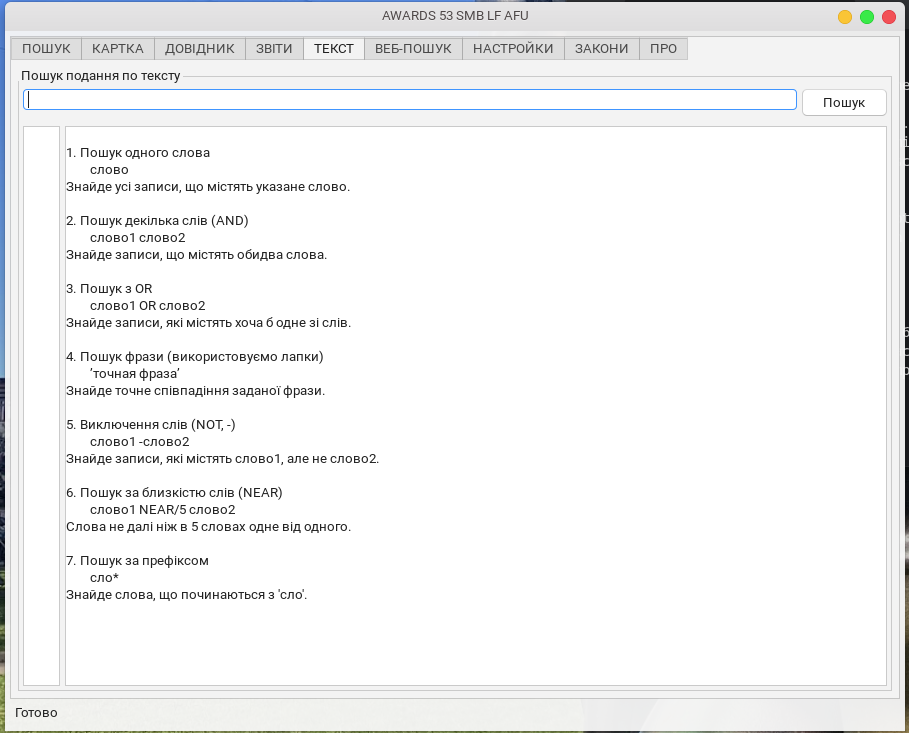 AWARDS 53 SMB LF AFU
ПОШУК КАРТКА ДОВІДНИК ЗВІТИ ТЕКСТ ВЕБ-ПОШУК НАСТРОЙКИ ЗАКОНИ ПРО
Пошук подання по тексту
Пошук
1. Пошук одного слова
слово
Знайде усі записи, що містять указане слово.
2. Пошук декілька слів (AND)
слово1 слово2
Знайде записи, що містять обидва слова.
3. Пошук з OR
слово1 OR слово2
Знайде записи, які містять хоча б одне зі слів.
4. Пошук фрази (використовуємо лапки)
‘точная фраза’
Знайде точне співпадіння заданої фрази.
5. Виключення слів (NOT, -)
слово1 -слово2
Знайде записи, які містять слово1, але не слово2.
6. Пошук за близкістю слів (NEAR)
слово1 NEAR/5 слово2
Слова не далі ніж в 5 словах одне від одного.
7. Пошук за префіксом
сло*
Знайде слова, що починаються з 'сло'.
Готово